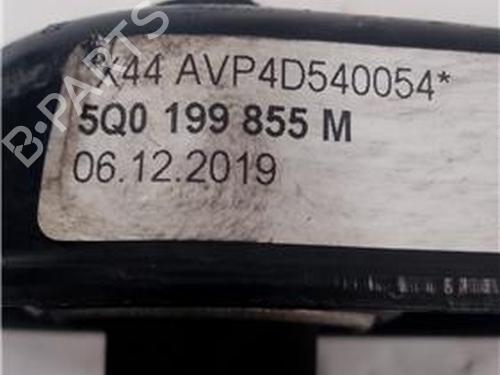 *X44 AVP4D540054*
5Q0 199 855 M
06.12.2019
B-PARTS